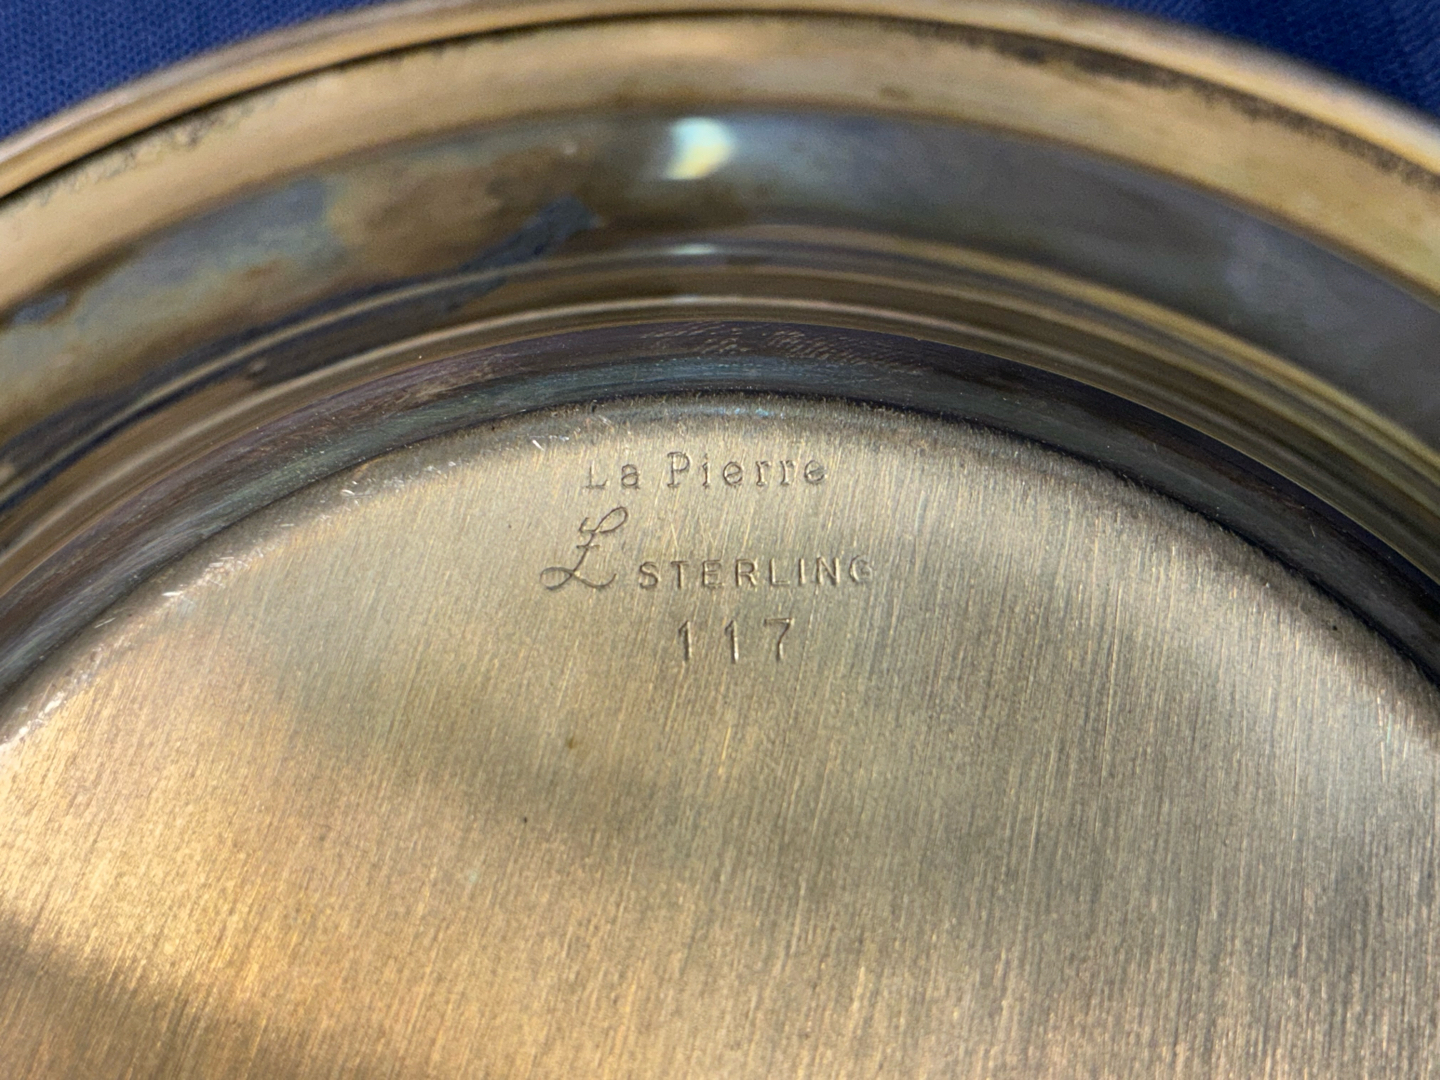 La Pierre
L STERLING
117